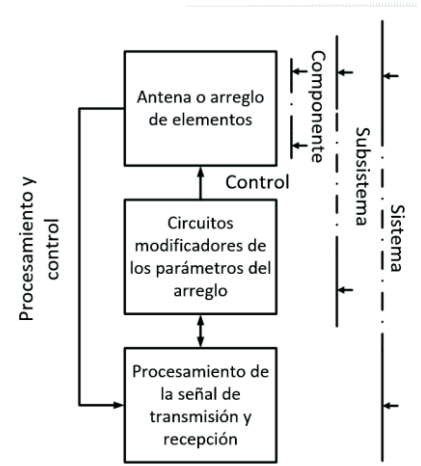 Antena o arreglo
de elementos
Componente
Subsistema
Sistema
Control
Procesamiento y
control
Circuitos
modificadores de
los parámetros del
arreglo
Procesamiento de
la señal de
transmisión y
recepción